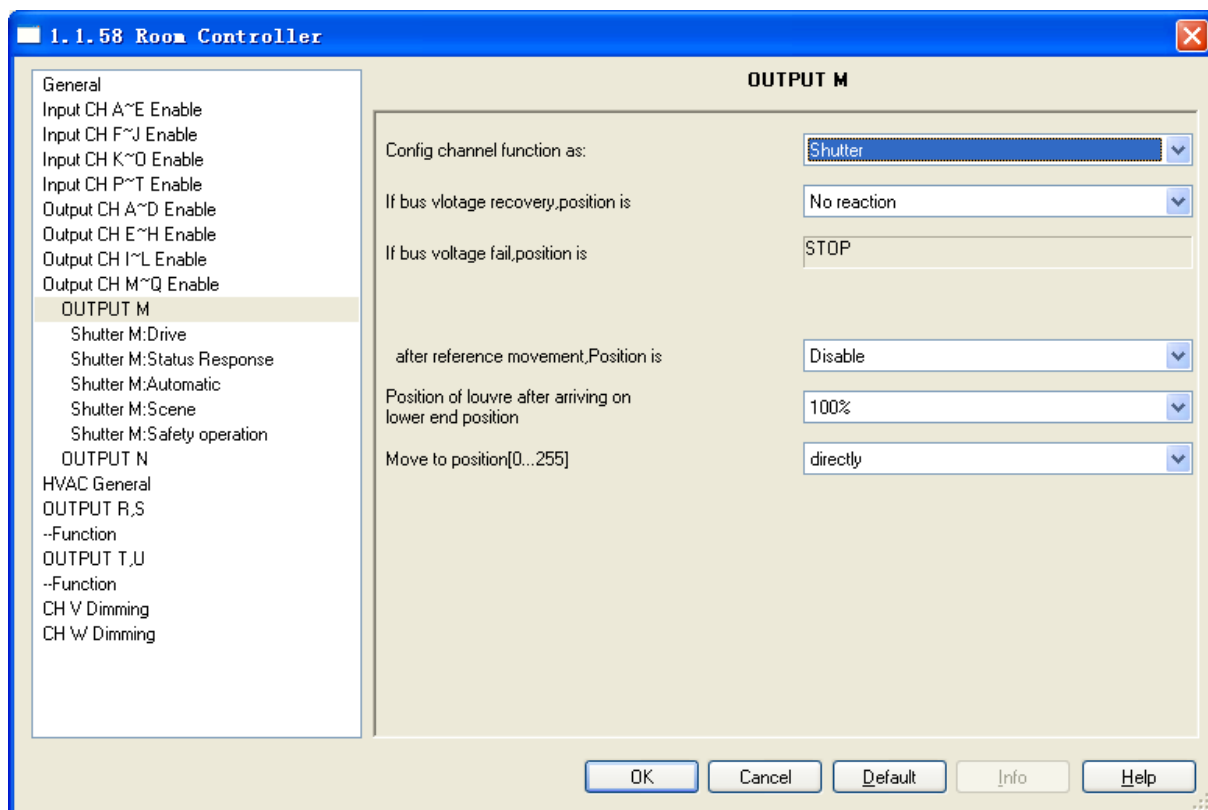 1.1.58 Room Controller
General
Input CH A~E Enable
Input CH F~J Enable
Input CH K~O Enable
Input CH P~T Enable
Output CH A~D Enable
Output CH E~H Enable
Output CH I~L Enable
Output CH M~Q Enable
OUTPUT M
Shutter M:Drive
Shutter M:Status Response
Shutter M:Automatic
Shutter M:Scene
Shutter M:Safety operation
OUTPUT N
HVAC General
OUTPUT R,S
--Function
OUTPUT T,U
--Function
CH V Dimming
CH W Dimming
OUTPUT M
Config channel function as:
Shutter
If bus vlotage recovery,position is
No reaction
If bus voltage fail,position is
STOP
after reference movement,Position is
Disable
Position of louvre after arriving on
lower end position
100%
Move to position[0...255]
directly
OK
Cancel
Default
Info
Help